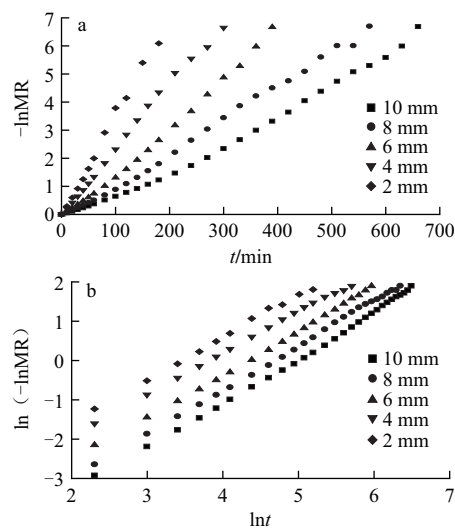 a
7
6
5
4
3
2
1
0
−lnMR
10 mm
8 mm
6 mm
4 mm
2 mm
0 100 200 300 400 500 600 700
t/min
b
2
1
0
−1
−2
−3
ln（−lnMR）
10 mm
8 mm
6 mm
4 mm
2 mm
2 3 4 5 6 7
lnt